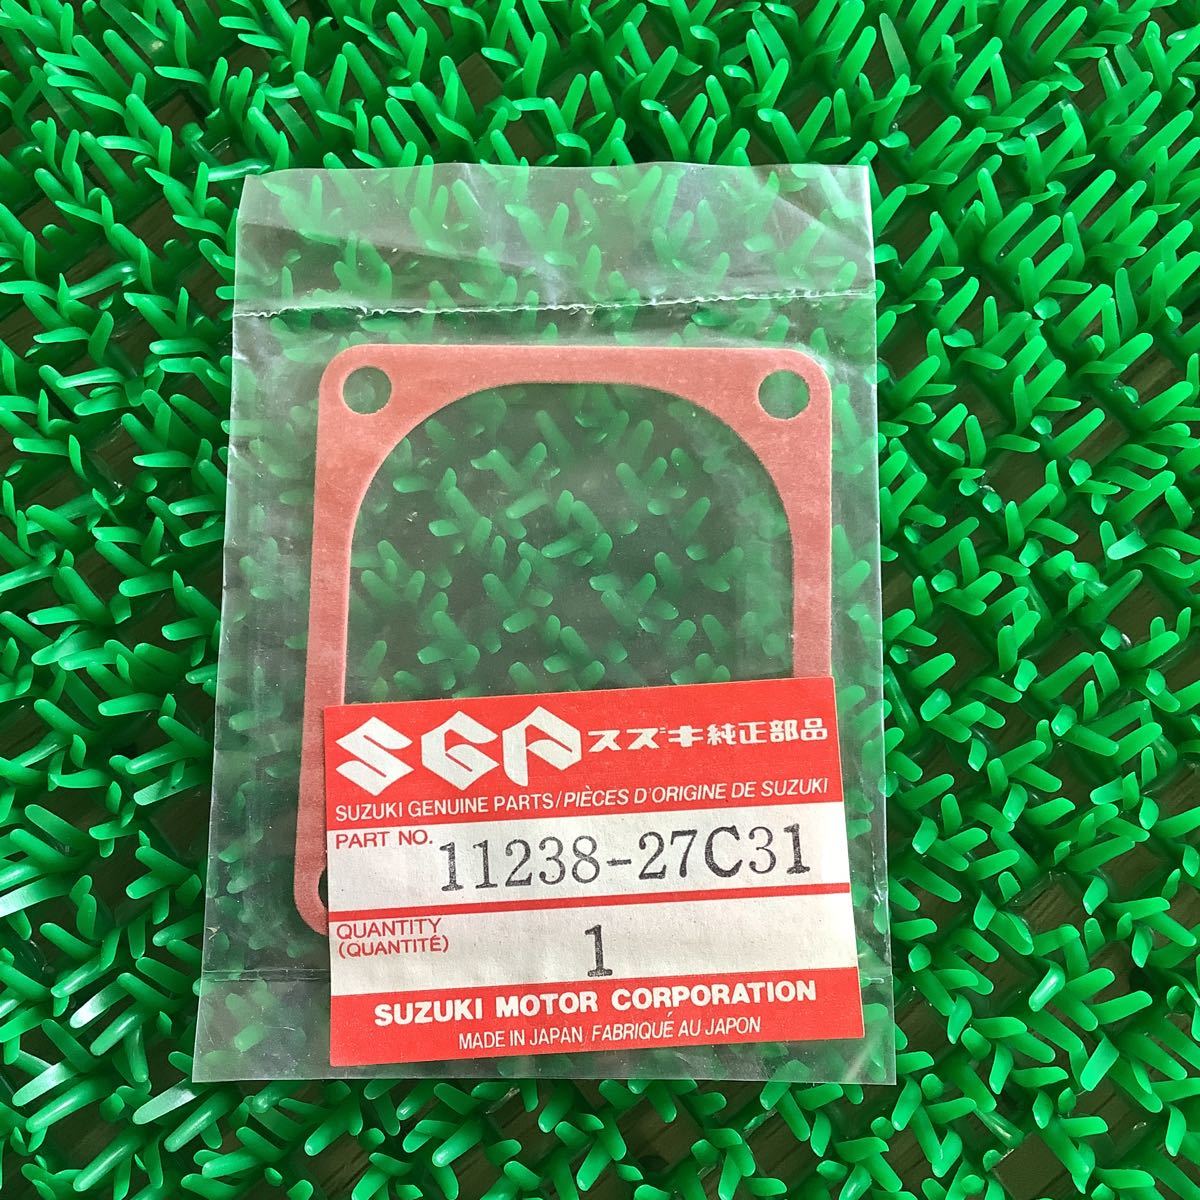 SGP スズキ純正部品
SUZUKI GENUINE PARTS/PIÈCES D'ORIGINE DE SUZUKI
PART NO. 11238-27C31
QUANTITY
(QUANTITÉ) 1
SUZUKI MOTOR CORPORATION
MADE IN JAPAN/FABRIQUÉ AU JAPON